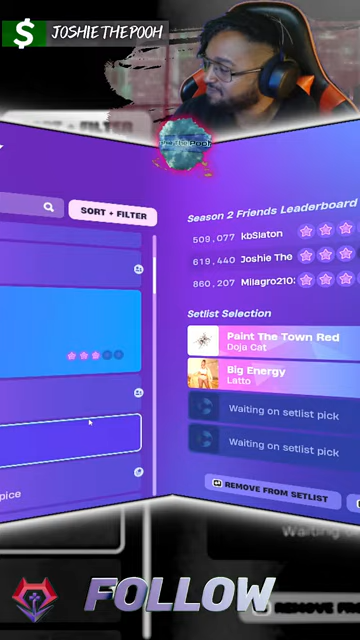 $ JOSHIE THE POOH
SORT + FILTER
Season 2 Friends Leaderboard
509,077 kbSlaton
619,440 Joshie The
860,207 Milagro210
Setlist Selection
Paint The Town Red
Doja Cat
Big Energy
Latto
Waiting on setlist pick
Waiting on setlist pick
pice
REMOVE FROM SETLIST
FOLLOW